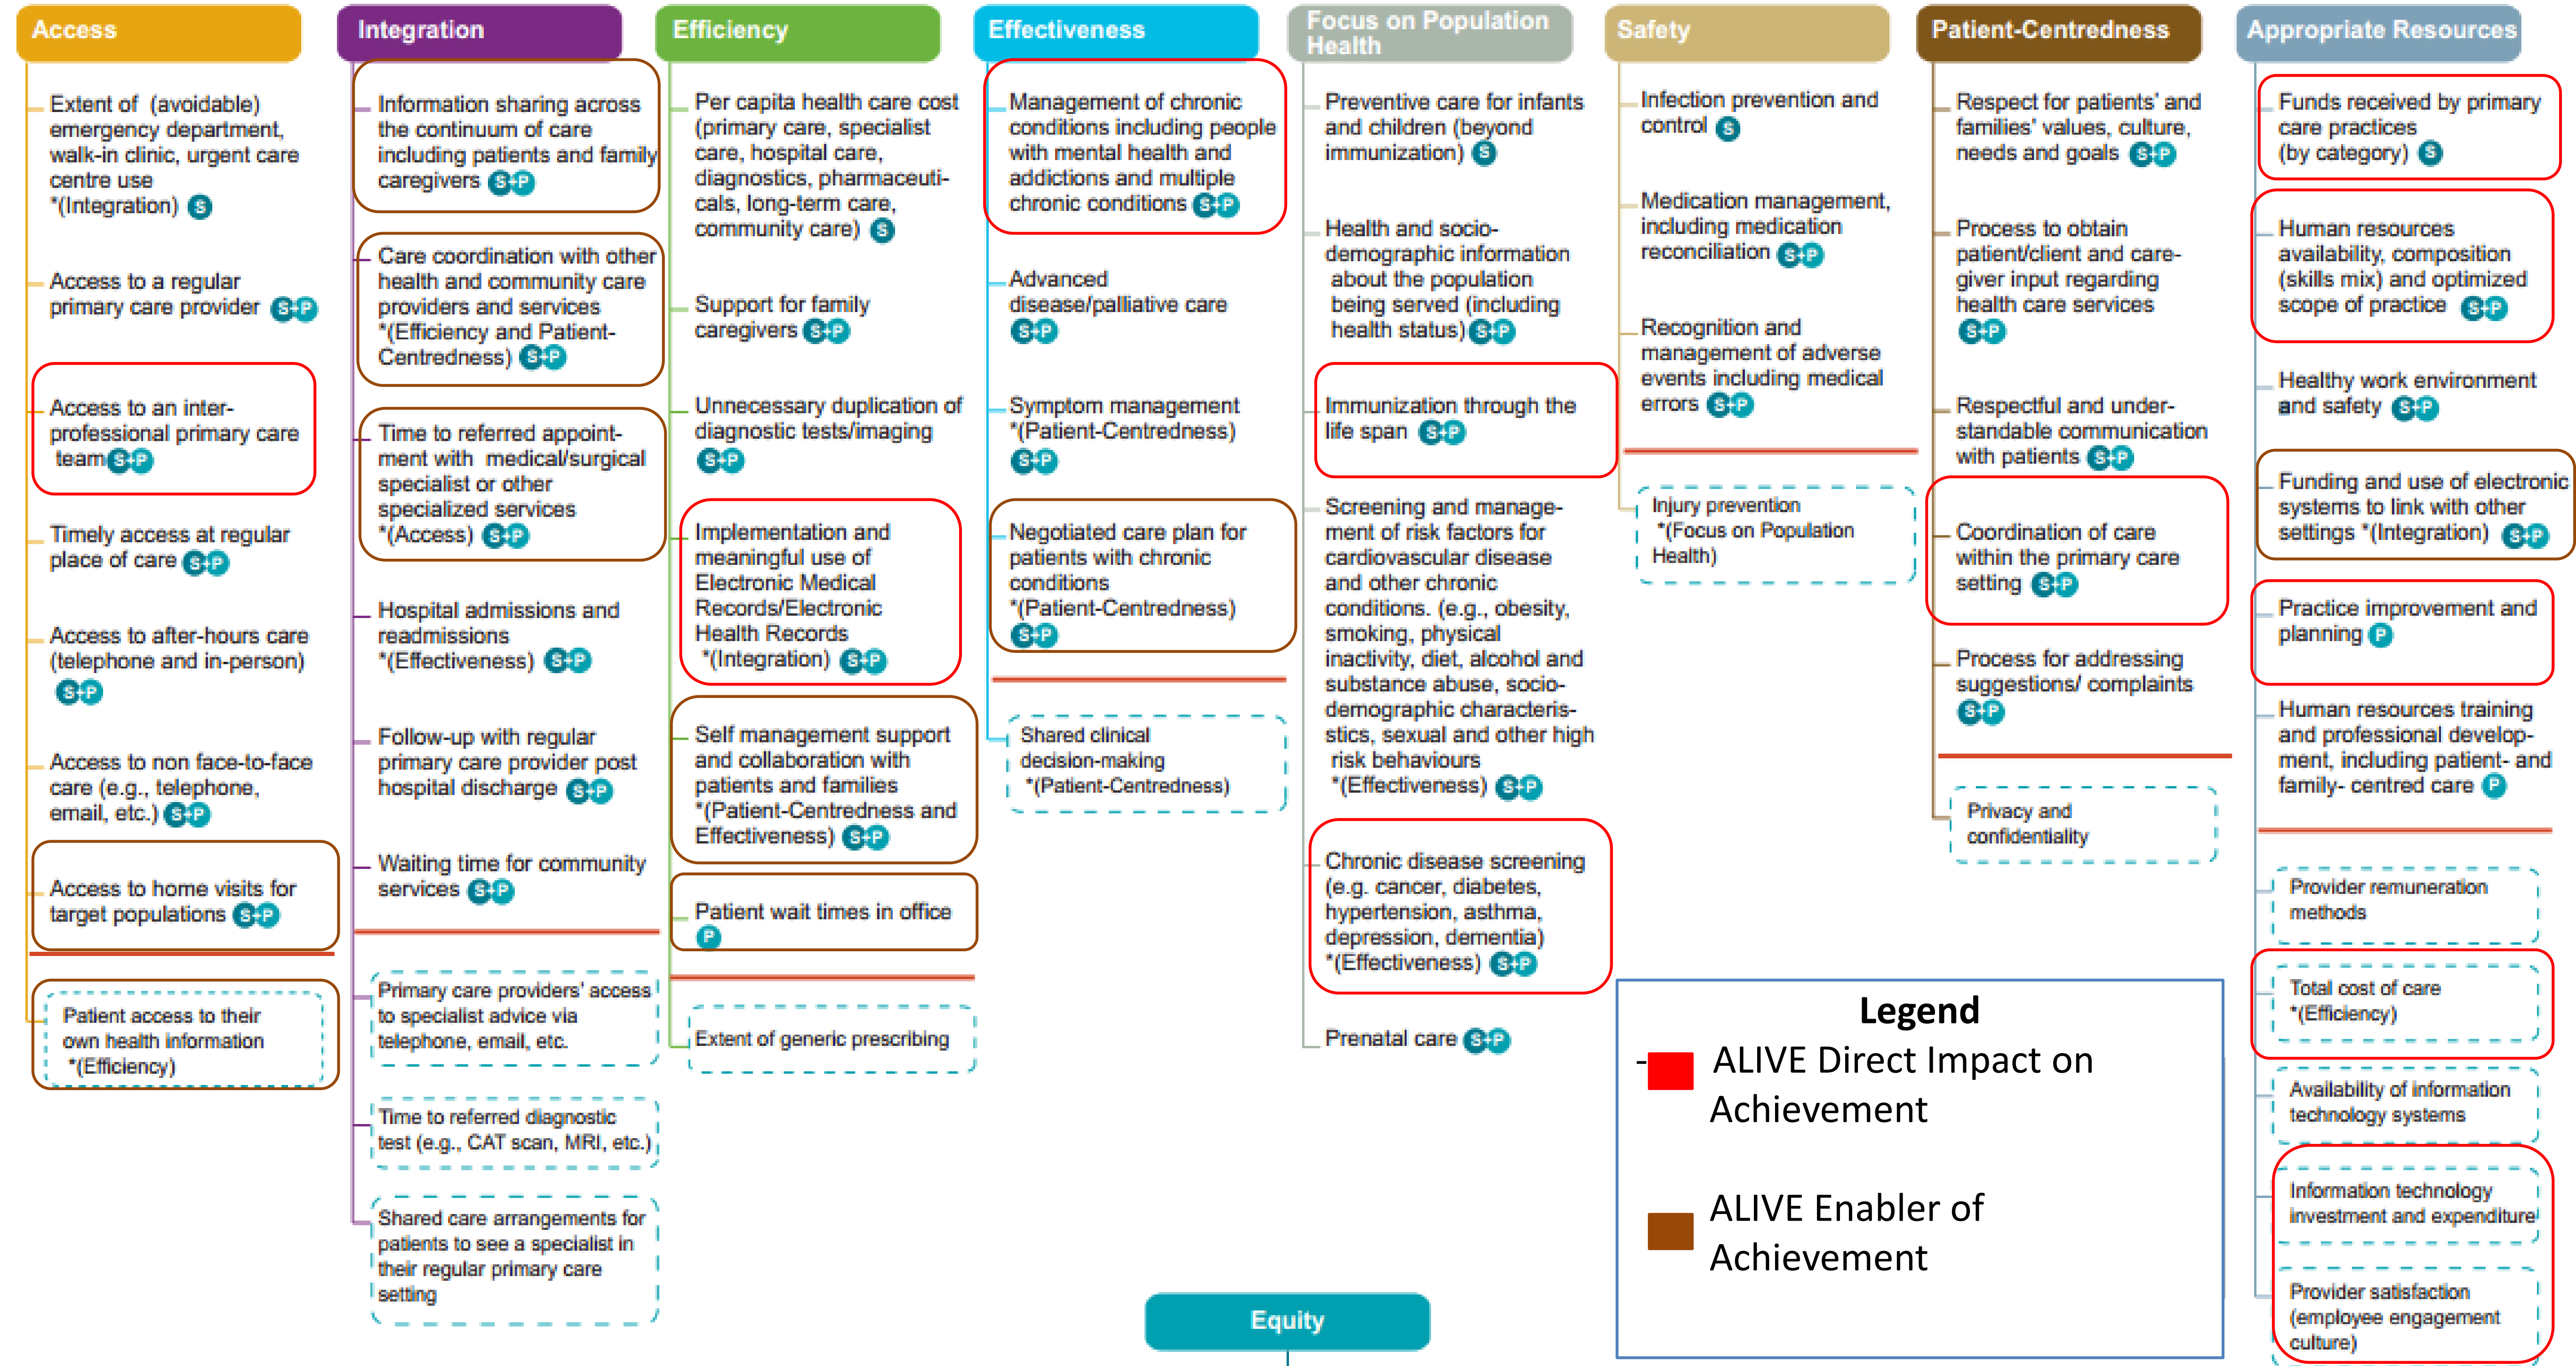 Access
Extent of (avoidable)
emergency department,
walk-in clinic, urgent care
centre use
*(Integration) S
Access to a regular
primary care provider S+P
Access to an inter-
professional primary care
team S+P
Timely access at regular
place of care S+P
Access to after-hours care
(telephone and in-person)
S+P
Access to non face-to-face
care (e.g., telephone,
email, etc.) S+P
Access to home visits for
target populations S+P
Patient access to their
own health information
*(Efficiency)
Integration
Information sharing across
the continuum of care
including patients and family
caregivers S+P
Care coordination with other
health and community care
providers and services
*(Efficiency and Patient-
Centredness) S+P
Time to referred appoint-
ment with medical/surgical
specialist or other
specialized services
*(Access) S+P
Hospital admissions and
readmissions
*(Effectiveness) S+P
Follow-up with regular
primary care provider post
hospital discharge S+P
Waiting time for community
services S+P
Primary care providers' access
to specialist advice via
telephone, email, etc.
Time to referred diagnostic
test (e.g., CAT scan, MRI, etc.)
Shared care arrangements for
patients to see a specialist in
their regular primary care
setting
Efficiency
Per capita health care cost
(primary care, specialist
care, hospital care,
diagnostics, pharmaceuti-
cals, long-term care,
community care) S
Support for family
caregivers S+P
Unnecessary duplication of
diagnostic tests/imaging
S+P
Implementation and
meaningful use of
Electronic Medical
Records/Electronic
Health Records
*(Integration) S+P
Self management support
and collaboration with
patients and families
*(Patient-Centredness and
Effectiveness) S+P
Patient wait times in office
P
Extent of generic prescribing
Effectiveness
Management of chronic
conditions including people
with mental health and
addictions and multiple
chronic conditions S+P
Advanced
disease/palliative care
S+P
Symptom management
*(Patient-Centredness)
S+P
Negotiated care plan for
patients with chronic
conditions
*(Patient-Centredness)
S+P
Shared clinical
decision-making
*(Patient-Centredness)
Focus on Population
Health
Preventive care for infants
and children (beyond
immunization) S
Health and socio-
demographic information
about the population
being served (including
health status) S+P
Immunization through the
life span S+P
Screening and manage-
ment of risk factors for
cardiovascular disease
and other chronic
conditions. (e.g., obesity,
smoking, physical
inactivity, diet, alcohol and
substance abuse, socio-
demographic characteris-
stics, sexual and other high
risk behaviours
*(Effectiveness) S+P
Chronic disease screening
(e.g. cancer, diabetes,
hypertension, asthma,
depression, dementia)
*(Effectiveness) S+P
Prenatal care S+P
Safety
Infection prevention and
control S
Medication management,
including medication
reconciliation S+P
Recognition and
management of adverse
events including medical
errors S+P
Injury prevention
*(Focus on Population
Health)
Patient-Centredness
Respect for patients' and
families' values, culture,
needs and goals S+P
Process to obtain
patient/client and care-
giver input regarding
health care services
S+P
Respectful and under-
standable communication
with patients S+P
Coordination of care
within the primary care
setting S+P
Process for addressing
suggestions/ complaints
S+P
Privacy and
confidentiality
Appropriate Resources
Funds received by primary
care practices
(by category) S
Human resources
availability, composition
(skills mix) and optimized
scope of practice S+P
Healthy work environment
and safety S+P
Funding and use of electronic
systems to link with other
settings *(Integration) S+P
Practice improvement and
planning P
Human resources training
and professional develop-
ment, including patient- and
family- centred care P
Provider remuneration
methods
Total cost of care
*(Efficiency)
Availability of information
technology systems
Information technology
investment and expenditure
Provider satisfaction
(employee engagement
culture)
Legend
- ALIVE Direct Impact on
Achievement
ALIVE Enabler of
Achievement
Equity